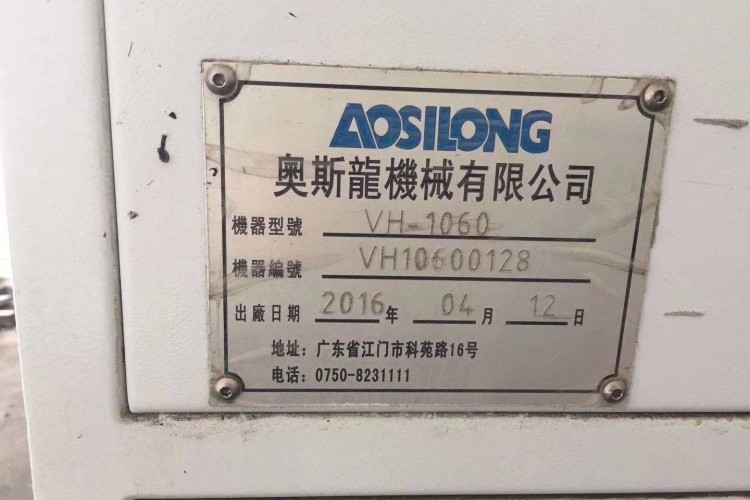 AOSILONG
奥斯龍機械有限公司
機器型號 VH-1060
機器編號 VH10600128
出廠日期 2016年 04月 12日
地址：广东省江门市科苑路16号
电话：0750-8231111